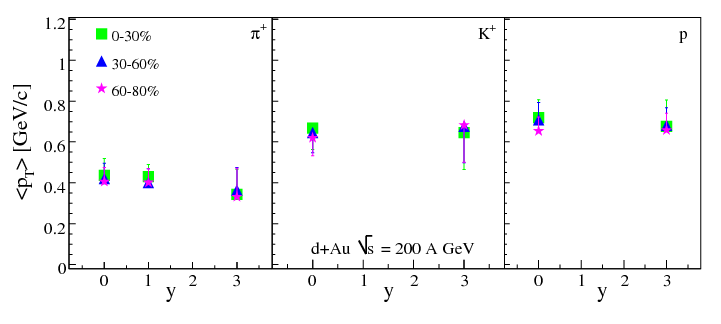 <p_T> [GeV/c]
1.2
1
0.8
0.6
0.4
0.2
0
0-30%
30-60%
60-80%
π⁺
K⁺
p
d+Au √s = 200 A GeV
0 1 2 3
y
0 1 2 3
y
0 1 2 3
y